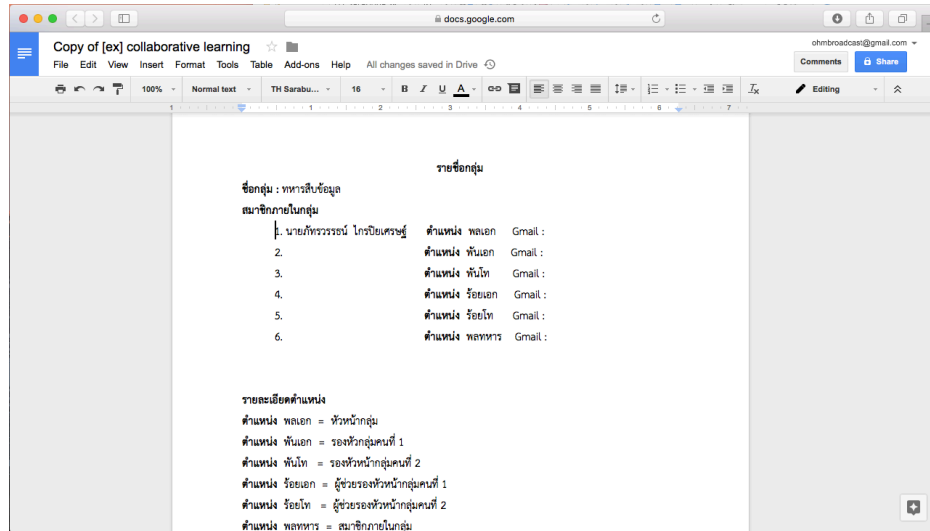 docs.google.com
Copy of [ex] collaborative learning
ohmbroadcast@gmail.com
File Edit View Insert Format Tools Table Add-ons Help All changes saved in Drive
Comments Share
100% Normal text TH Sarabu... 16 B I U A Editing
1 1 2 3 4 5 6 7
รายชื่อกลุ่ม
ชื่อกลุ่ม : ทหารสืบข้อมูล
สมาชิกภายในกลุ่ม
1. นายภัทรวรรธน์ ไกรปิยเศรษฐ์ ตำแหน่ง พลเอก Gmail :
2. ตำแหน่ง พันเอก Gmail :
3. ตำแหน่ง พันโท Gmail :
4. ตำแหน่ง ร้อยเอก Gmail :
5. ตำแหน่ง ร้อยโท Gmail :
6. ตำแหน่ง พลทหาร Gmail :
รายละเอียดตำแหน่ง
ตำแหน่ง พลเอก = หัวหน้ากลุ่ม
ตำแหน่ง พันเอก = รองหัวกลุ่มคนที่ 1
ตำแหน่ง พันโท = รองหัวหน้ากลุ่มคนที่ 2
ตำแหน่ง ร้อยเอก = ผู้ช่วยรองหัวหน้ากลุ่มคนที่ 1
ตำแหน่ง ร้อยโท = ผู้ช่วยรองหัวหน้ากลุ่มคนที่ 2
ตำแหน่ง พลทหาร = สมาชิกภายในกลุ่ม